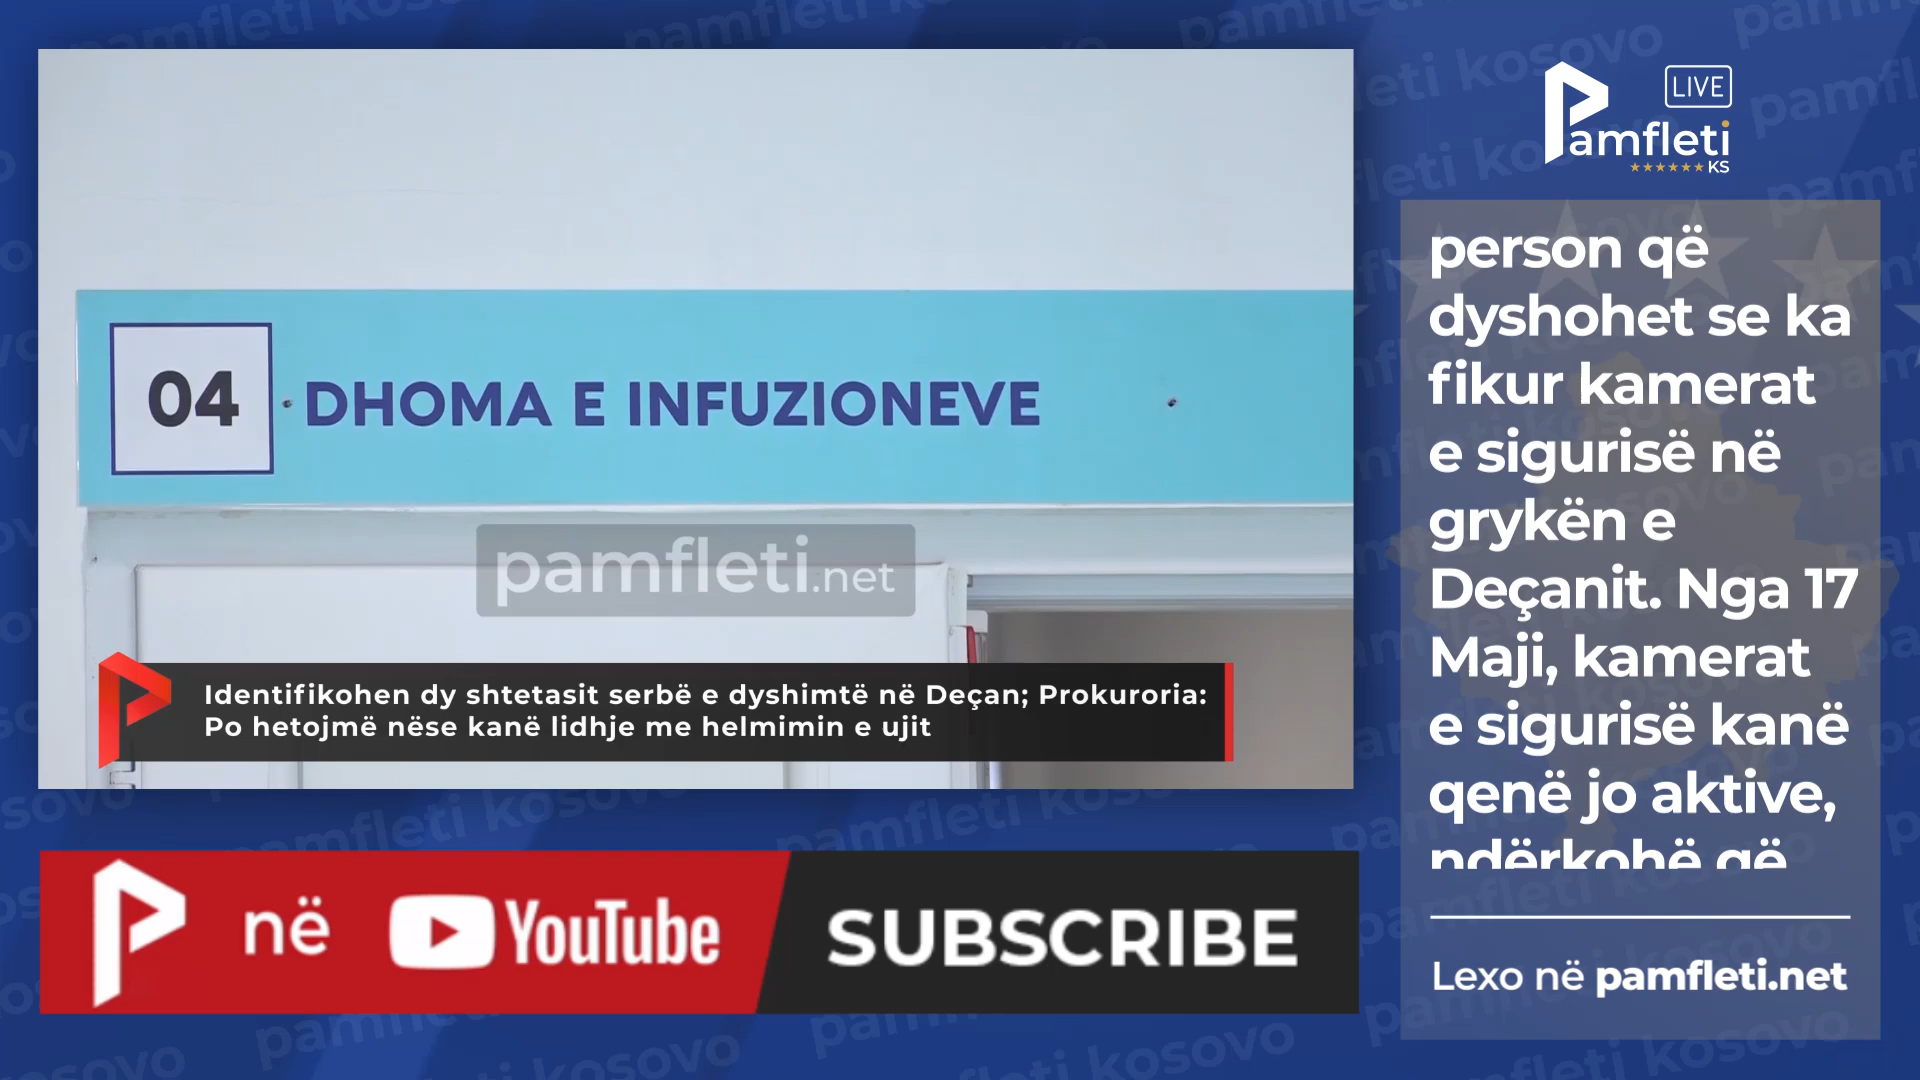 LIVE
Pamfleti
KS
04 DHOMA E INFUZIONEVE
pamfleti.net
Identifikohen dy shtetasit serbë e dyshimtë në Deçan; Prokuroria:
Po hetojmë nëse kanë lidhje me helmimin e ujit
në YouTube SUBSCRIBE
person që
dyshohet se ka
fikur kamerat
e sigurisë në
grykën e
Deçanit. Nga 17
Maji, kamerat
e sigurisë kanë
qenë jo aktive,
ndërkohë që
Lexo në pamfleti.net